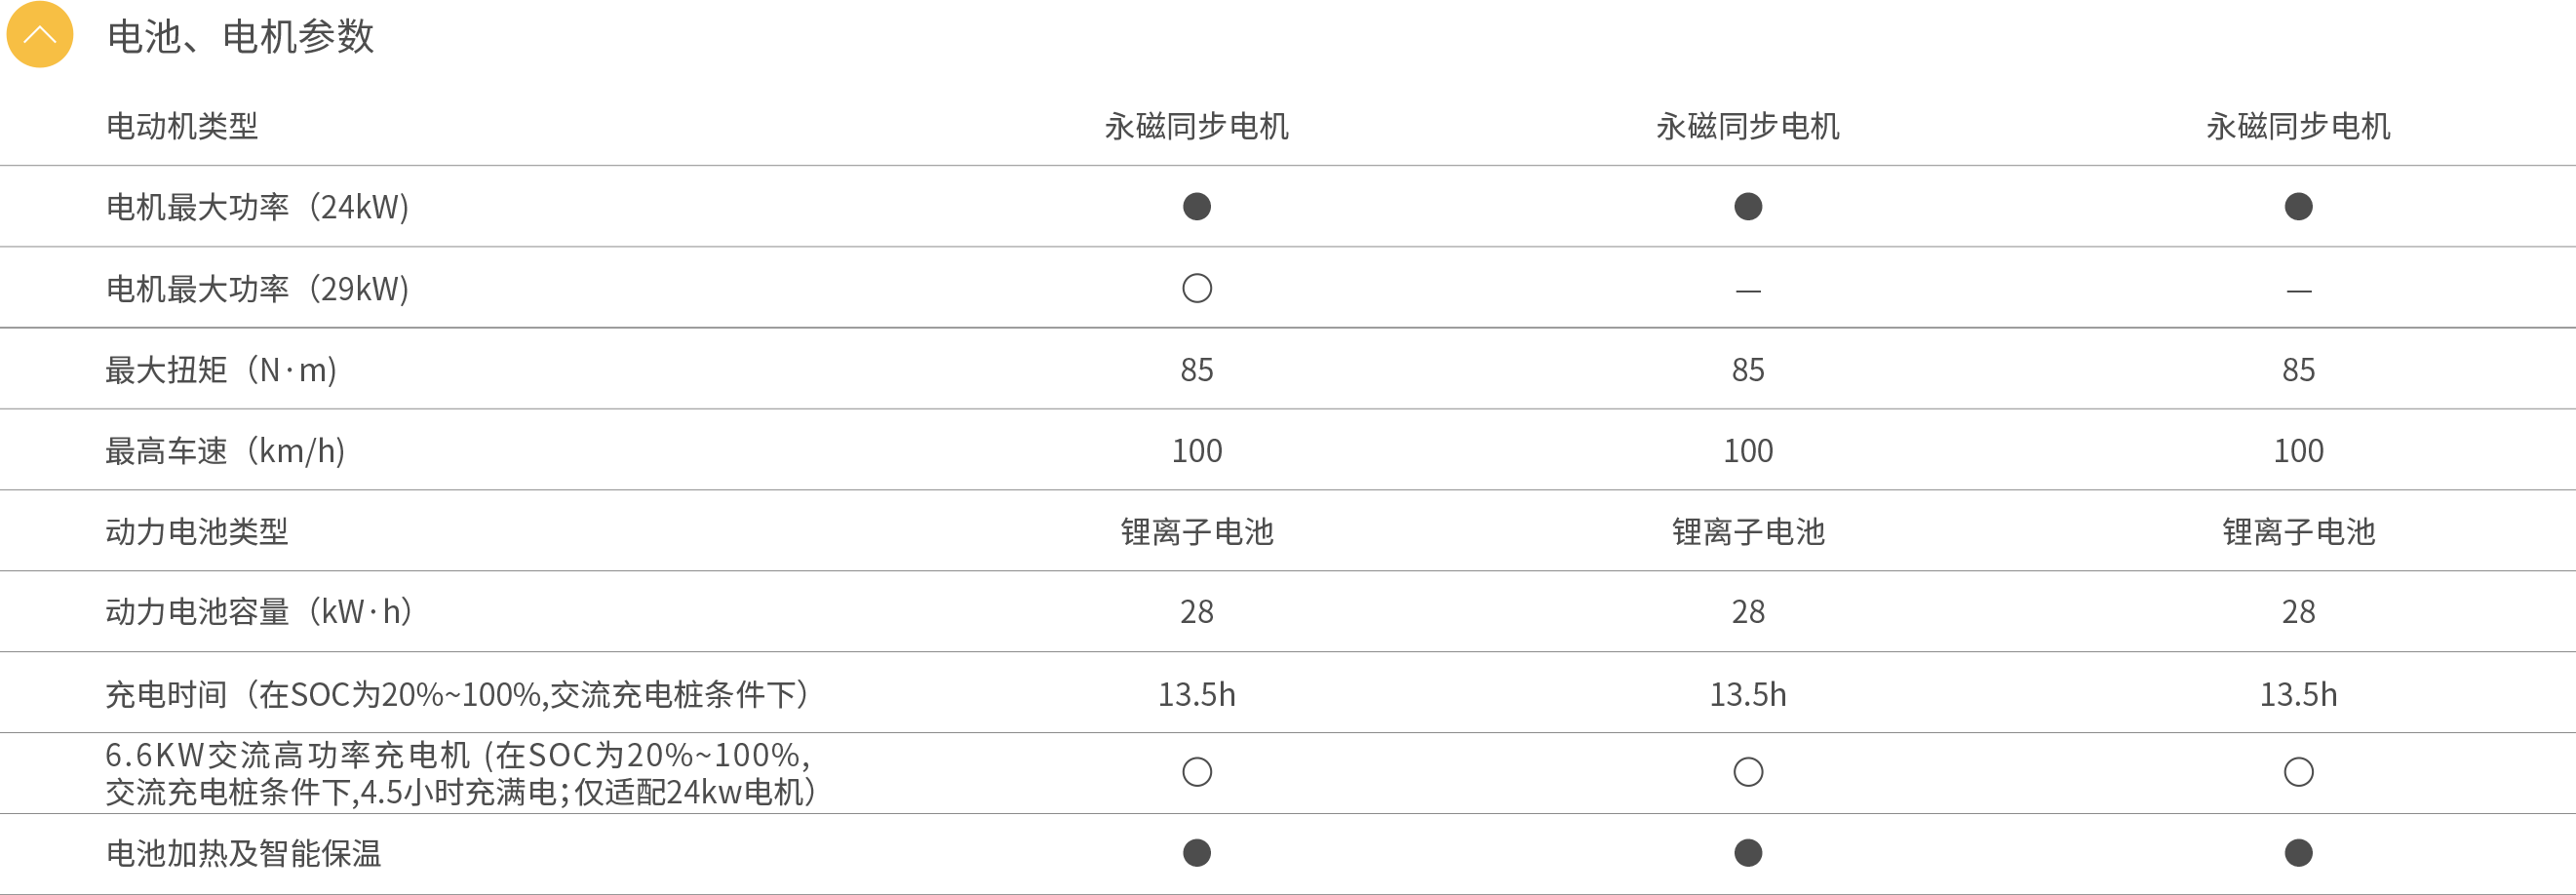 电池、电机参数
电动机类型 永磁同步电机 永磁同步电机 永磁同步电机
电机最大功率（24kW) ● ● ●
电机最大功率（29kW) ○ — —
最大扭矩（N·m) 85 85 85
最高车速（km/h) 100 100 100
动力电池类型 锂离子电池 锂离子电池 锂离子电池
动力电池容量（kW·h） 28 28 28
充电时间（在SOC为20%~100%,交流充电桩条件下） 13.5h 13.5h 13.5h
6.6KW交流高功率充电机 (在SOC为20%~100%,
交流充电桩条件下,4.5小时充满电;仅适配24kw电机） ○ ○ ○
电池加热及智能保温 ● ● ●